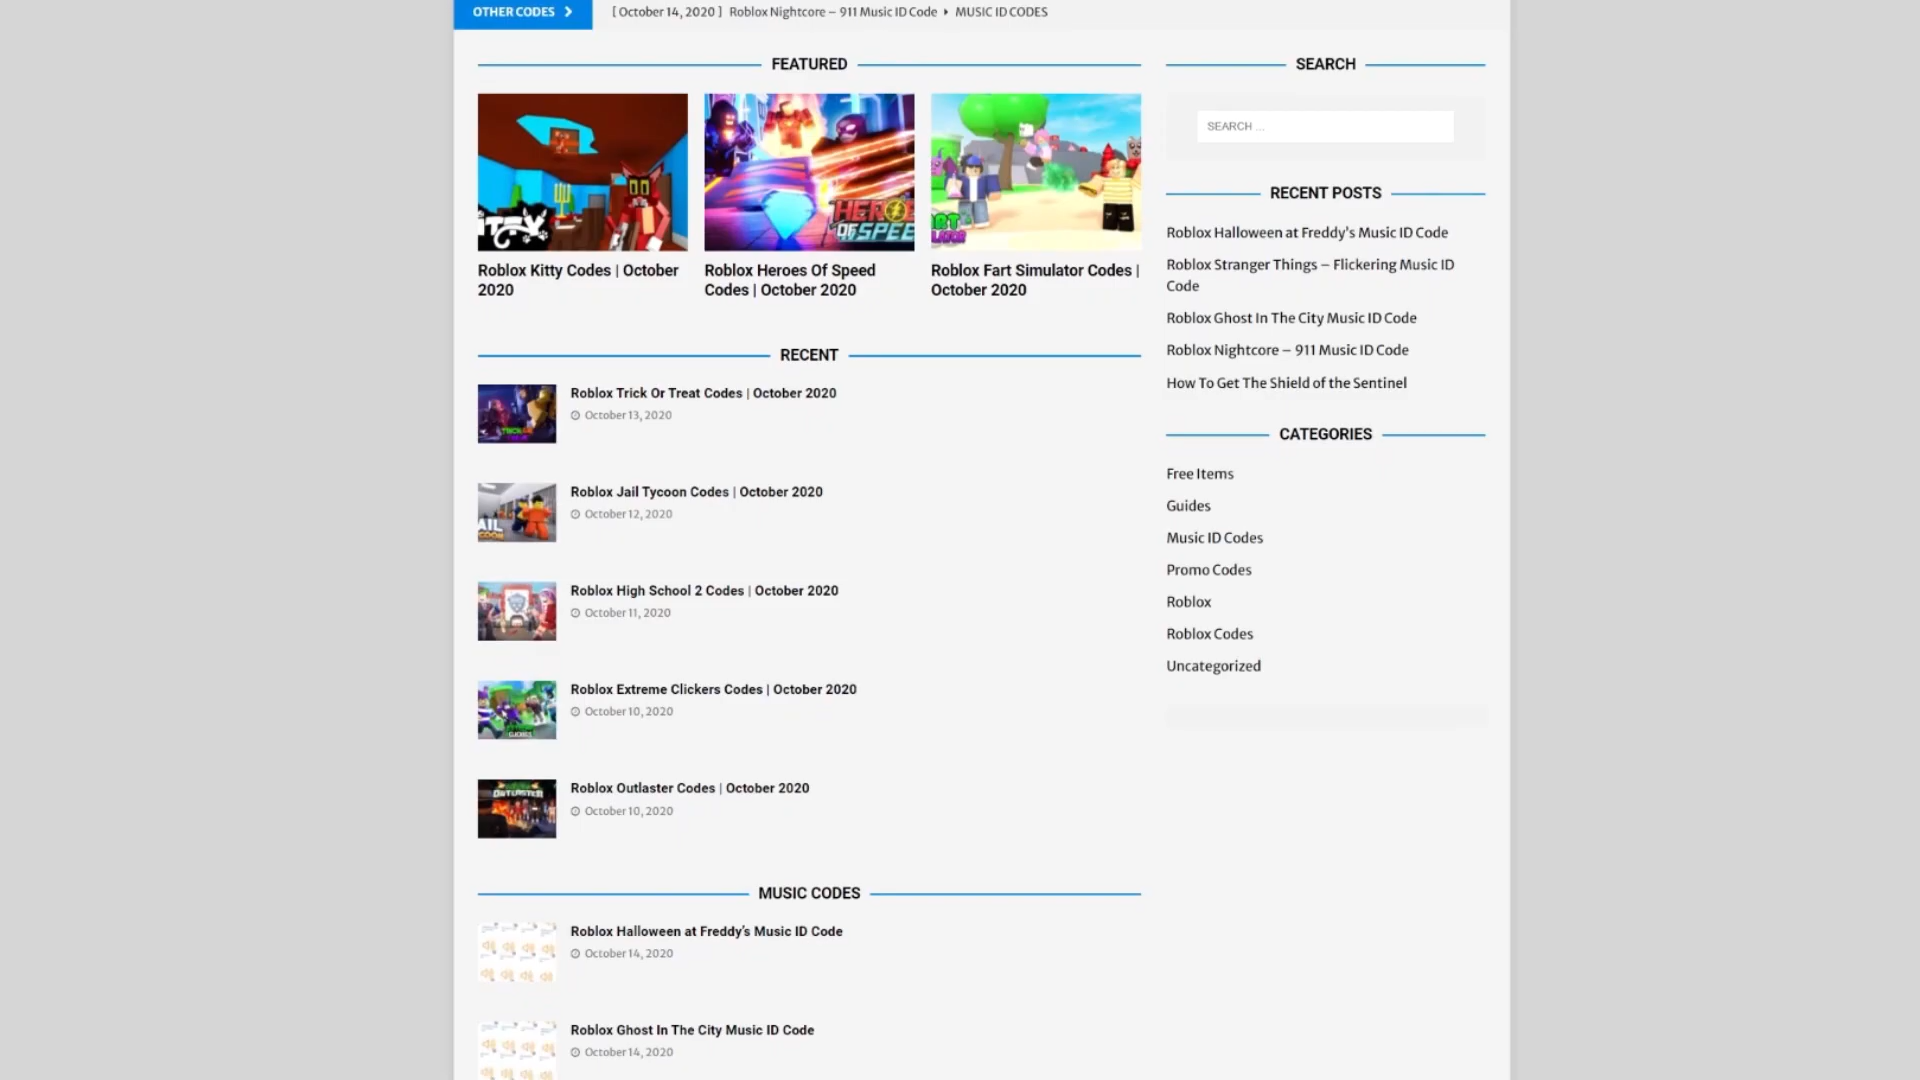 OTHER CODES
[ October 14, 2020 ] Roblox Nightcore – 911 Music ID Code MUSIC ID CODES
FEATURED
HEROES
OF SPEE
Roblox Kitty Codes | October
2020
Roblox Heroes Of Speed
Codes | October 2020
Roblox Fart Simulator Codes |
October 2020
RECENT
Roblox Trick Or Treat Codes | October 2020
October 13, 2020
Roblox Jail Tycoon Codes | October 2020
October 12, 2020
Roblox High School 2 Codes | October 2020
October 11, 2020
Roblox Extreme Clickers Codes | October 2020
October 10, 2020
Roblox Outlaster Codes | October 2020
October 10, 2020
MUSIC CODES
Roblox Halloween at Freddy’s Music ID Code
October 14, 2020
Roblox Ghost In The City Music ID Code
October 14, 2020
SEARCH
SEARCH ...
RECENT POSTS
Roblox Halloween at Freddy’s Music ID Code
Roblox Stranger Things – Flickering Music ID
Code
Roblox Ghost In The City Music ID Code
Roblox Nightcore – 911 Music ID Code
How To Get The Shield of the Sentinel
CATEGORIES
Free Items
Guides
Music ID Codes
Promo Codes
Roblox
Roblox Codes
Uncategorized